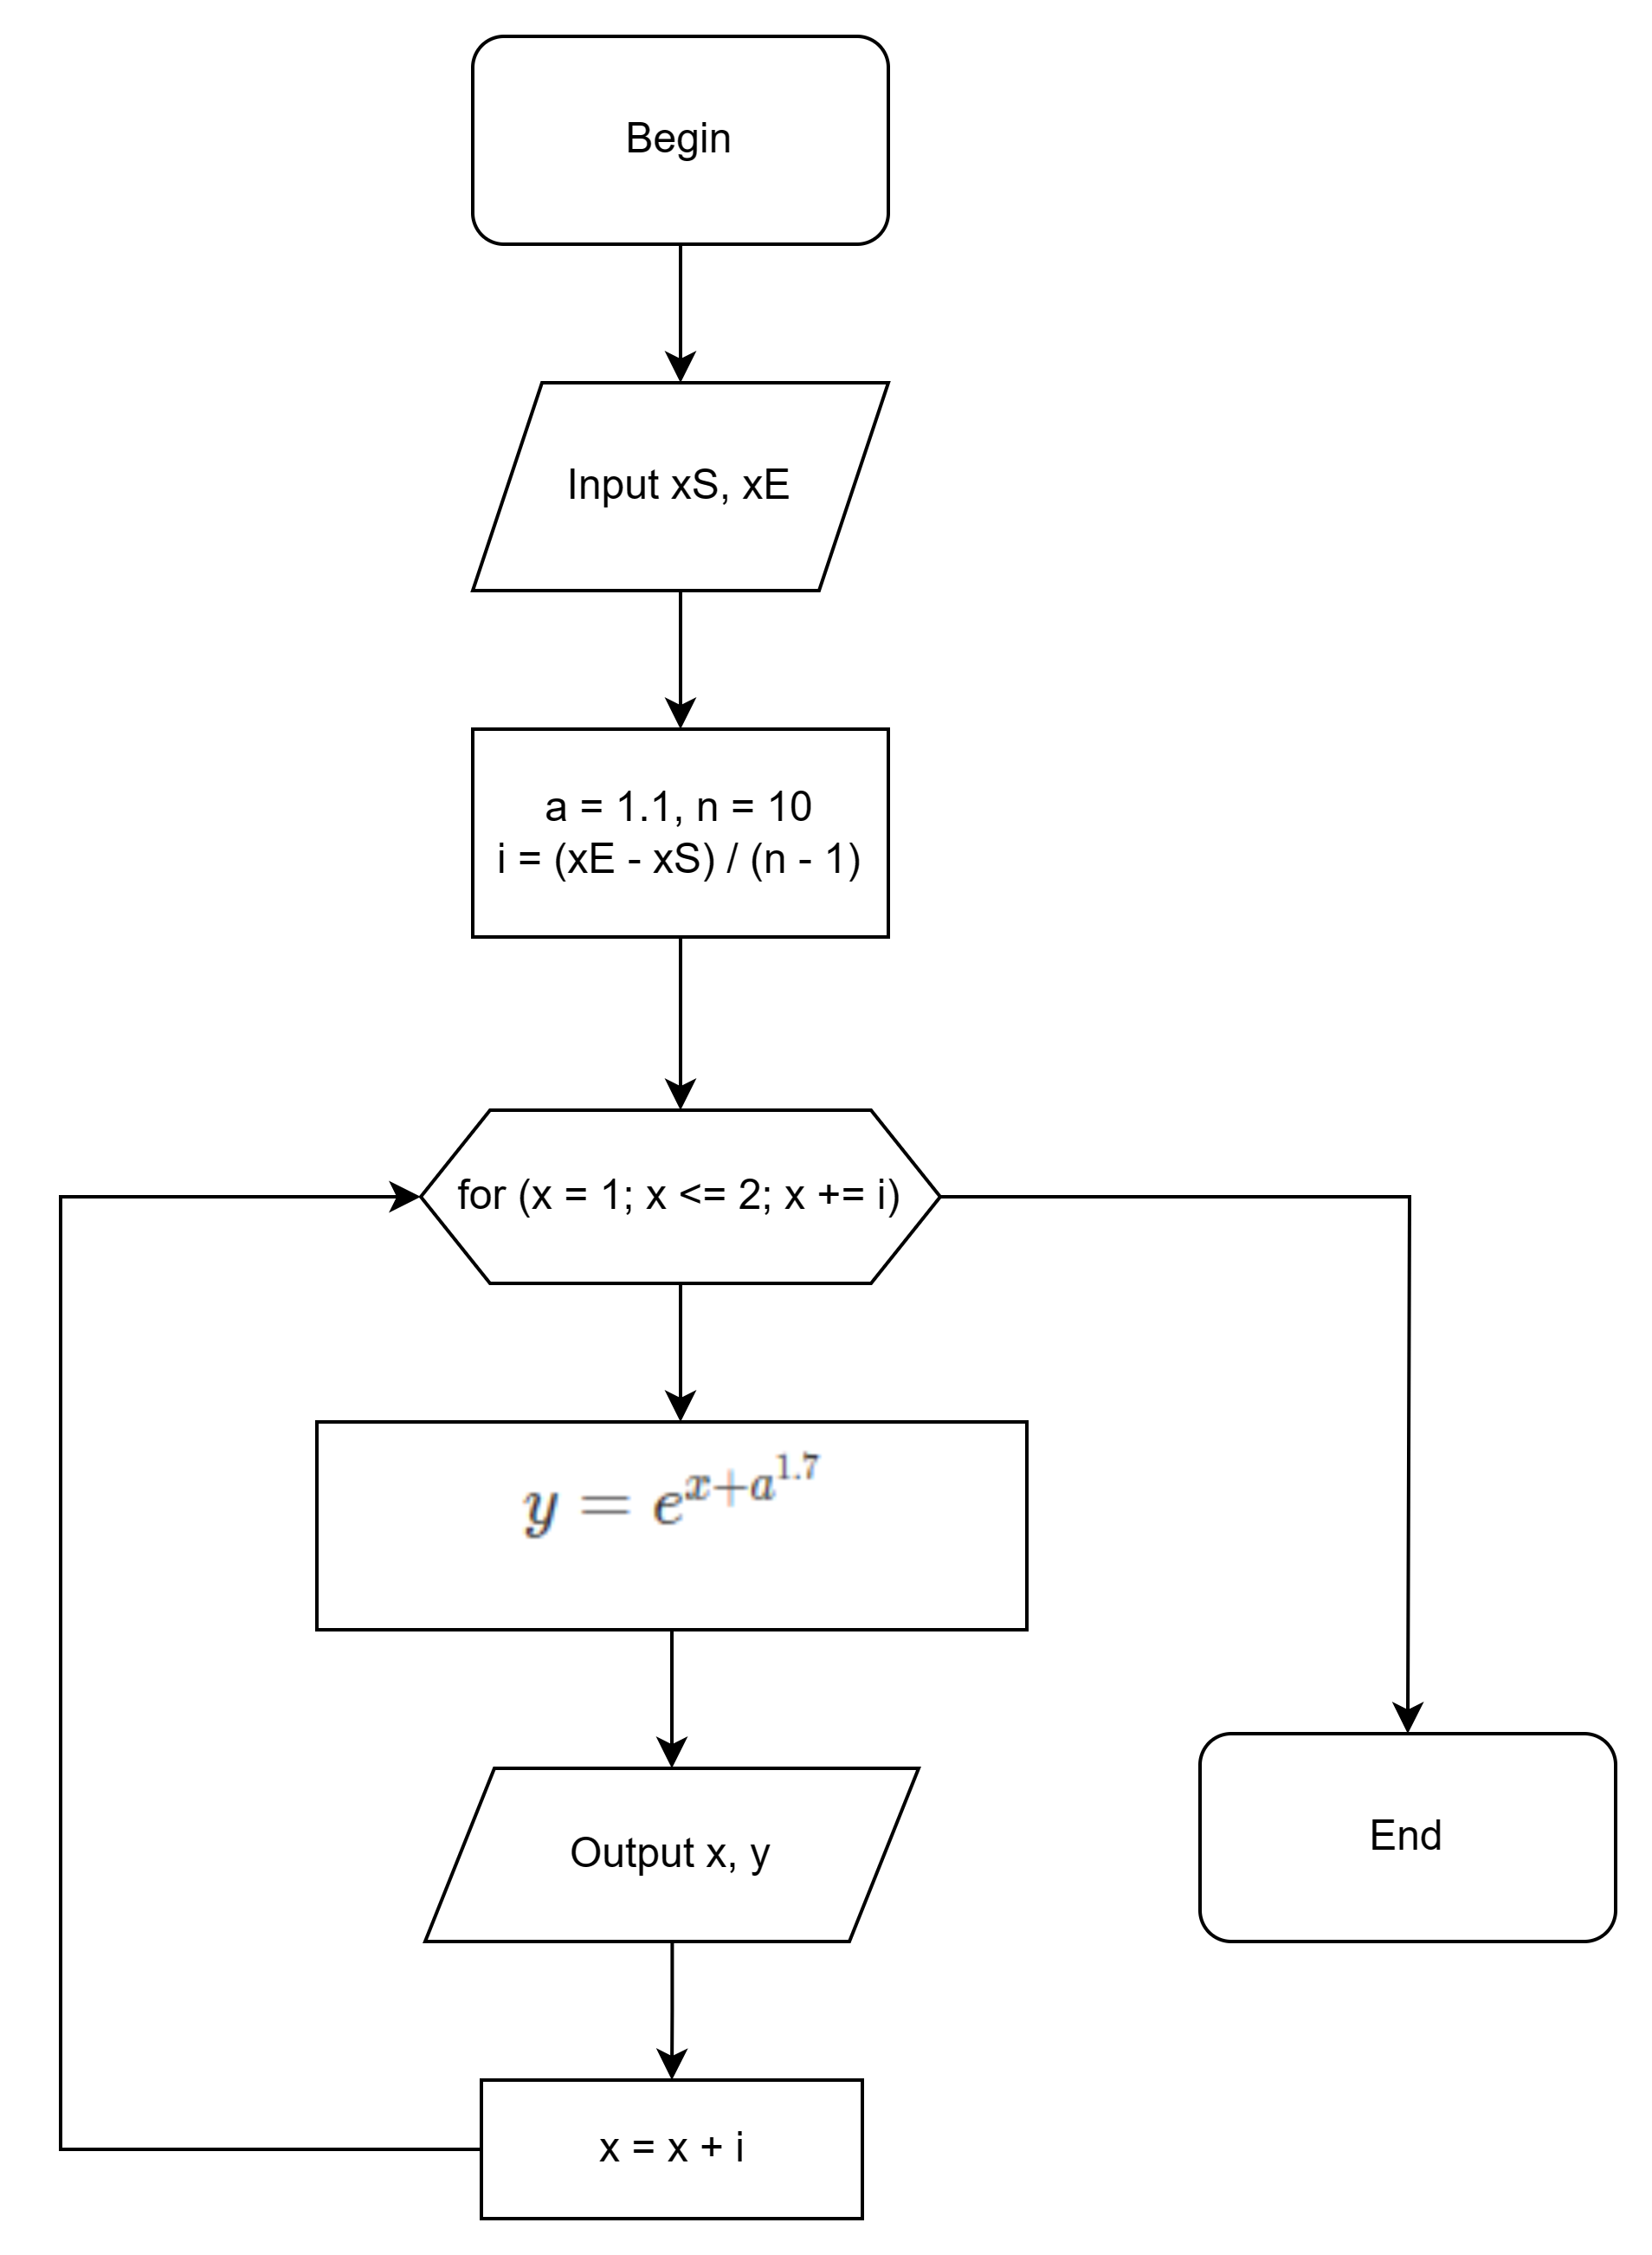 Begin
Input xS, xE
a = 1.1, n = 10
i = (xE - xS) / (n - 1)
for (x = 1; x <= 2; x += i)
y = e^{x+a^{1.7}}
Output x, y
End
x = x + i